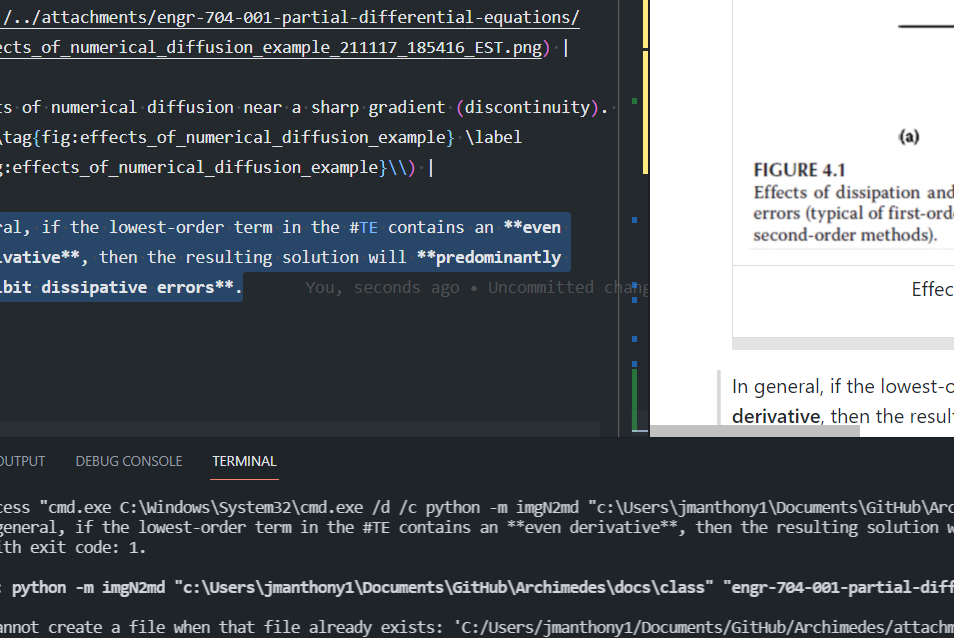 /../attachments/engr-704-001-partial-differential-equations/
ects_of_numerical_diffusion_example_211117_185416_EST.png) |
ts of numerical diffusion near a sharp gradient (discontinuity).
\tag{fig:effects_of_numerical_diffusion_example} \label
g:effects_of_numerical_diffusion_example}\\) |
ral, if the lowest-order term in the #TE contains an **even
ivative**, then the resulting solution will **predominantly
ibit dissipative errors**.
You, seconds ago • Uncommitted chang
(a)
FIGURE 4.1
Effects of dissipation and
errors (typical of first-orde
second-order methods).
Effec
In general, if the lowest-o
derivative, then the result
OUTPUT
DEBUG CONSOLE
TERMINAL
cess "cmd.exe C:\Windows\System32\cmd.exe /d /c python -m imgN2md "c:\Users\jmanthony1\Documents\GitHub\Arc
general, if the lowest-order term in the #TE contains an **even derivative**, then the resulting solution w
ith exit code: 1.
: python -m imgN2md "c:\Users\jmanthony1\Documents\GitHub\Archimedes\docs\class" "engr-704-001-partial-diff
annot create a file when that file already exists: 'C:/Users/jmanthony1/Documents/GitHub/Archimedes/attachm